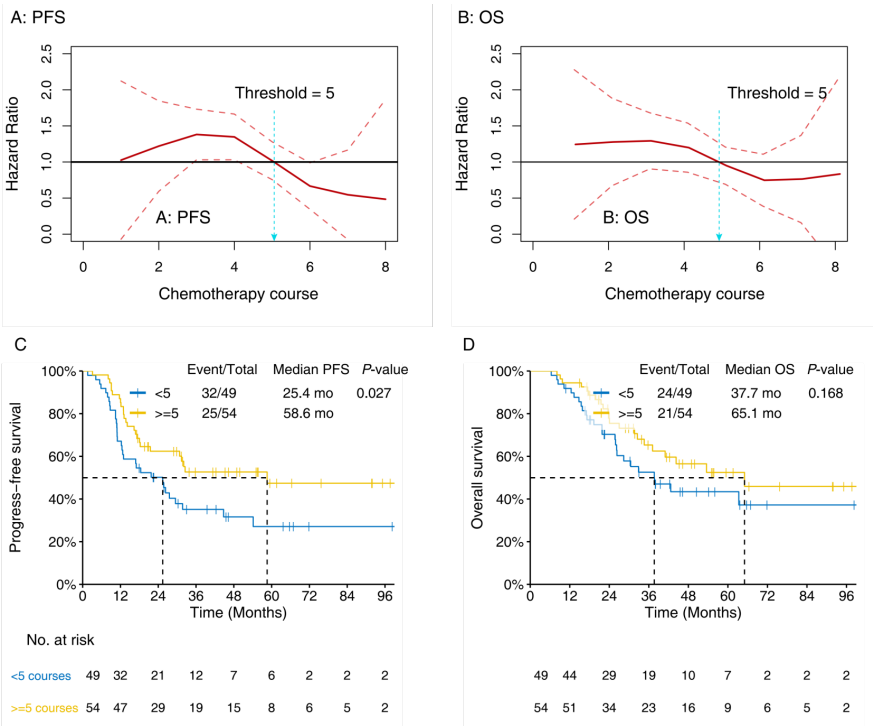 A: PFS
B: OS
Hazard Ratio
2.5
2.0
1.5
1.0
0.5
0.0
Threshold = 5
A: PFS
0 2 4 6 8
Chemotherapy course
Hazard Ratio
2.5
2.0
1.5
1.0
0.5
0.0
Threshold = 5
B: OS
0 2 4 6 8
Chemotherapy course
C
Progress-free survival
100%
80%
60%
40%
20%
0%
Event/Total Median PFS P-value
<5 32/49 25.4 mo 0.027
>=5 25/54 58.6 mo
0 12 24 36 48 60 72 84 96
Time (Months)
D
Overall survival
100%
80%
60%
40%
20%
0%
Event/Total Median OS P-value
<5 24/49 37.7 mo 0.168
>=5 21/54 65.1 mo
0 12 24 36 48 60 72 84 96
Time (Months)
No. at risk
<5 courses 49 32 21 12 7 6 2 2 2
>=5 courses 54 47 29 19 15 8 6 5 2
49 44 29 19 10 7 2 2 2
54 51 34 23 16 9 6 5 2